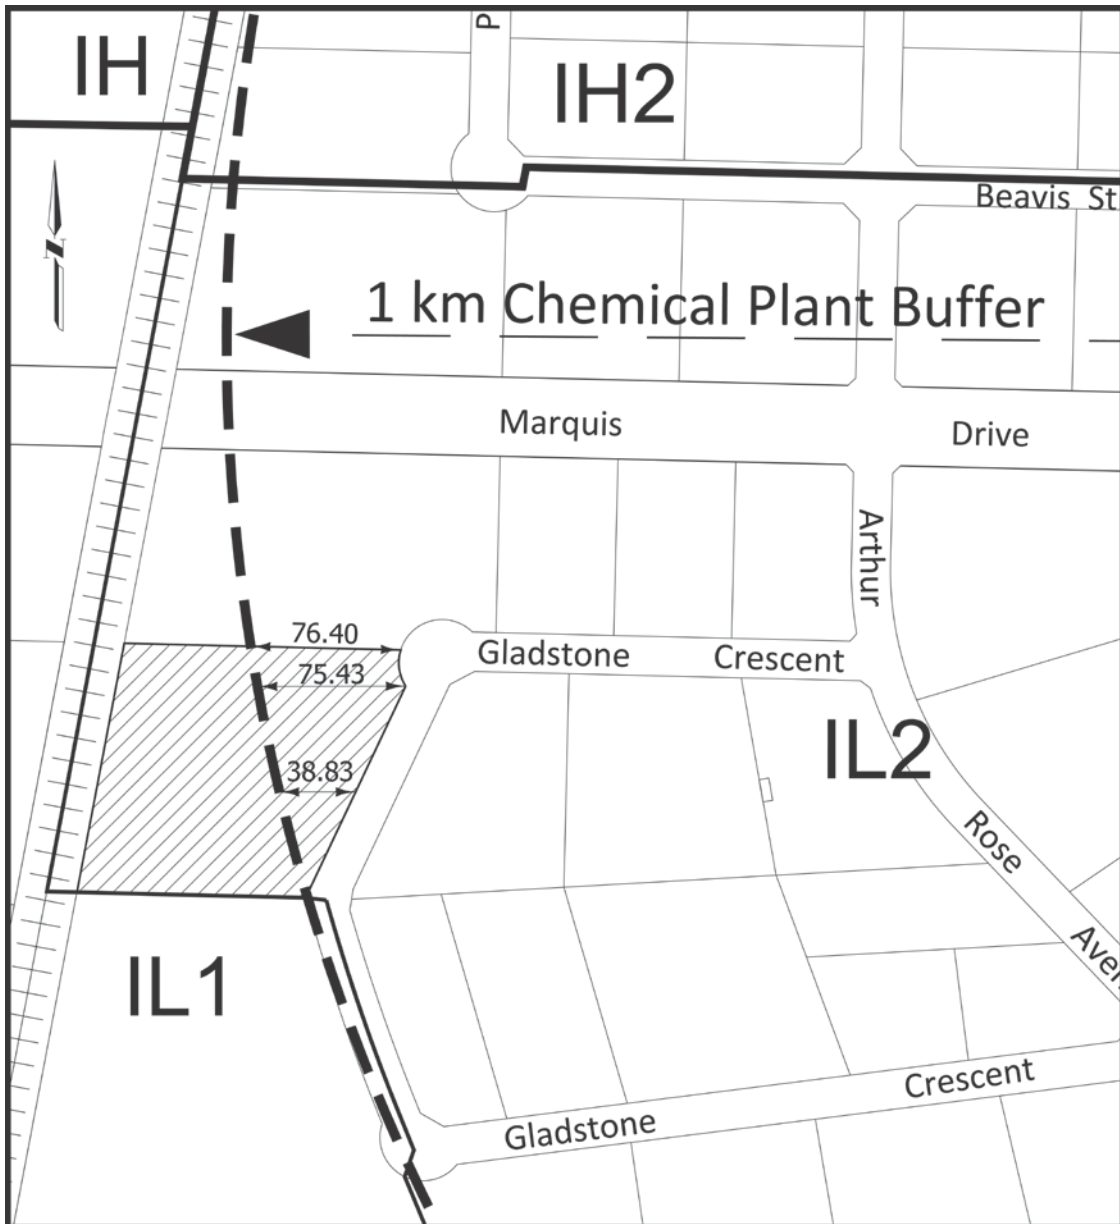 P
IH
IH2
Beavis St
N
1 km Chemical Plant Buffer
Marquis Drive
Arthur
76.40
Gladstone Crescent
75.43
IL2
38.83
Rose
Aven
IL1
Crescent
Gladstone